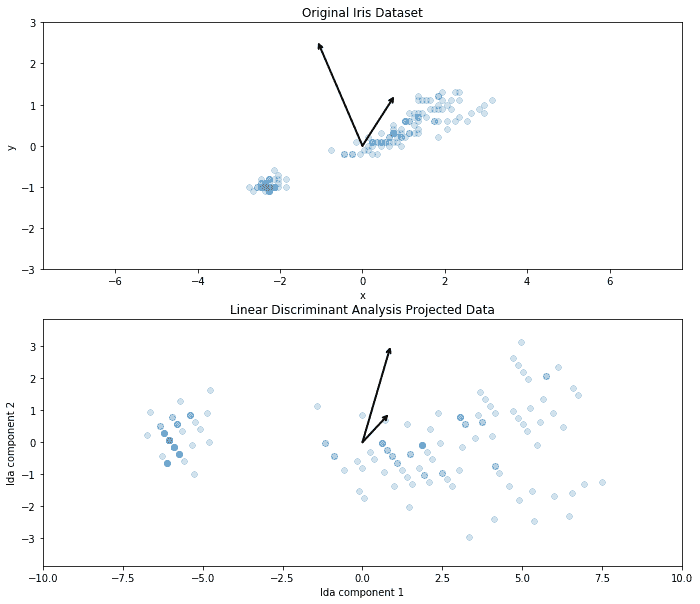 Original Iris Dataset
3
2
1
0
−1
−2
−3
y
−6 −4 −2 0 2 4 6
x
Linear Discriminant Analysis Projected Data
3
2
1
0
−1
−2
−3
lda component 2
−10.0 −7.5 −5.0 −2.5 0.0 2.5 5.0 7.5 10.0
lda component 1